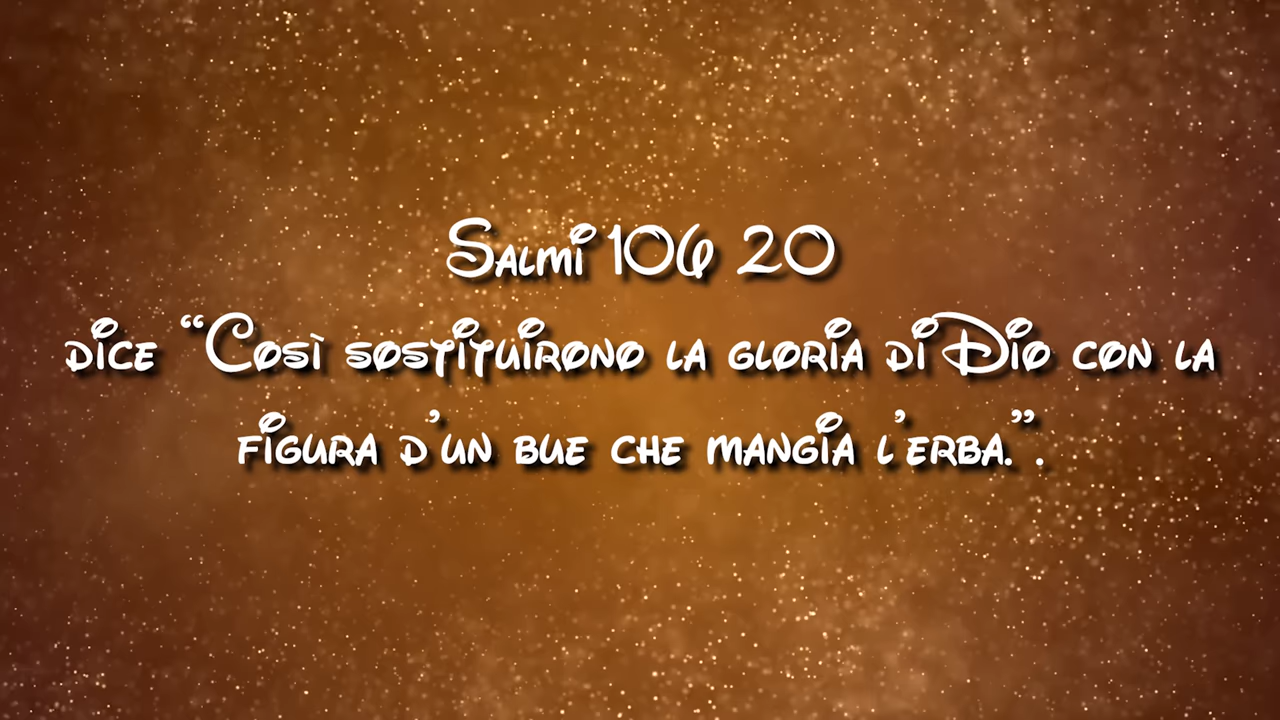 Salmi 106 20
dice “Così sostituirono la gloria di Dio con la
figura d’un bue che mangia l’erba.”.